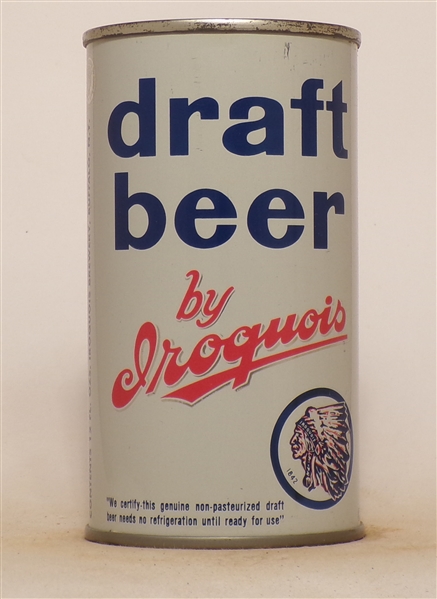 draft
beer
by
Iroquois
1842
"We certify-this genuine non-pasteurized draft
beer needs no refrigeration until ready for use"